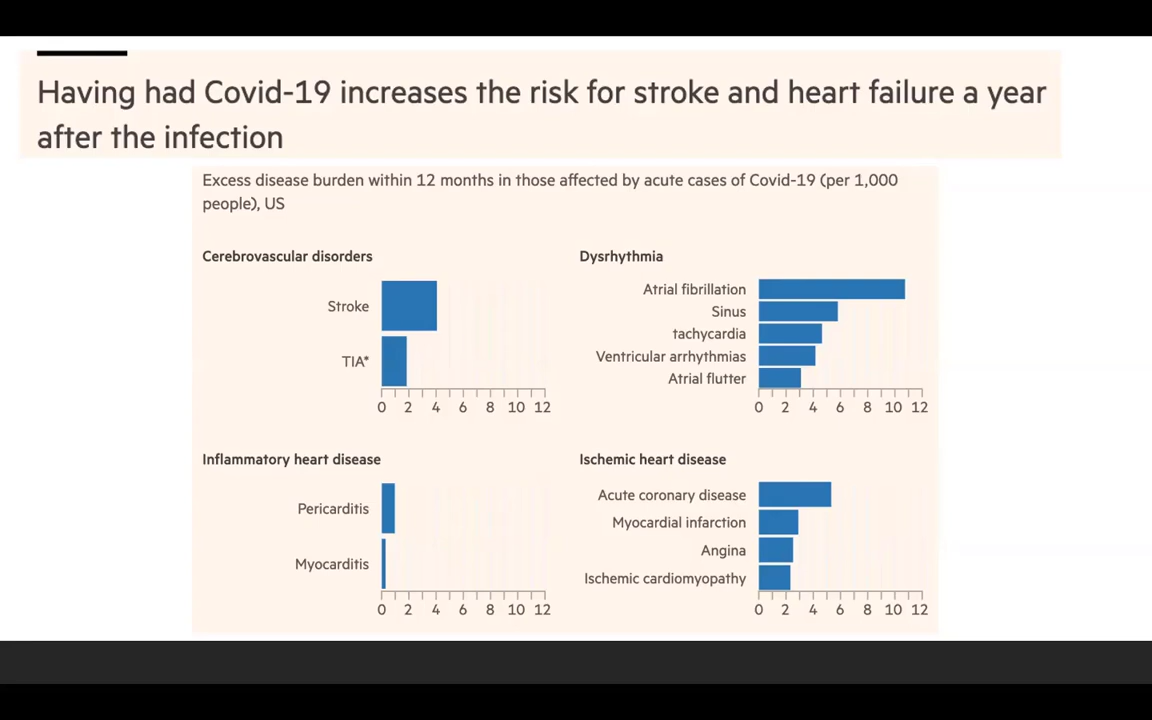 Having had Covid-19 increases the risk for stroke and heart failure a year
after the infection
Excess disease burden within 12 months in those affected by acute cases of Covid-19 (per 1,000
people), US
Cerebrovascular disorders
Stroke
TIA*
0 2 4 6 8 10 12
Dysrhythmia
Atrial fibrillation
Sinus
tachycardia
Ventricular arrhythmias
Atrial flutter
0 2 4 6 8 10 12
Inflammatory heart disease
Pericarditis
Myocarditis
0 2 4 6 8 10 12
Ischemic heart disease
Acute coronary disease
Myocardial infarction
Angina
Ischemic cardiomyopathy
0 2 4 6 8 10 12